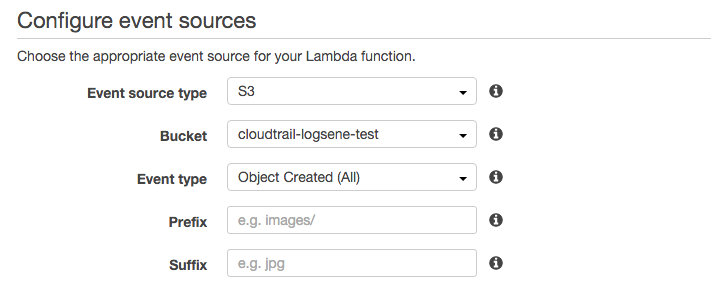 Configure event sources
Choose the appropriate event source for your Lambda function.
Event source type S3
Bucket cloudtrail-logsene-test
Event type Object Created (All)
Prefix e.g. images/
Suffix e.g. jpg